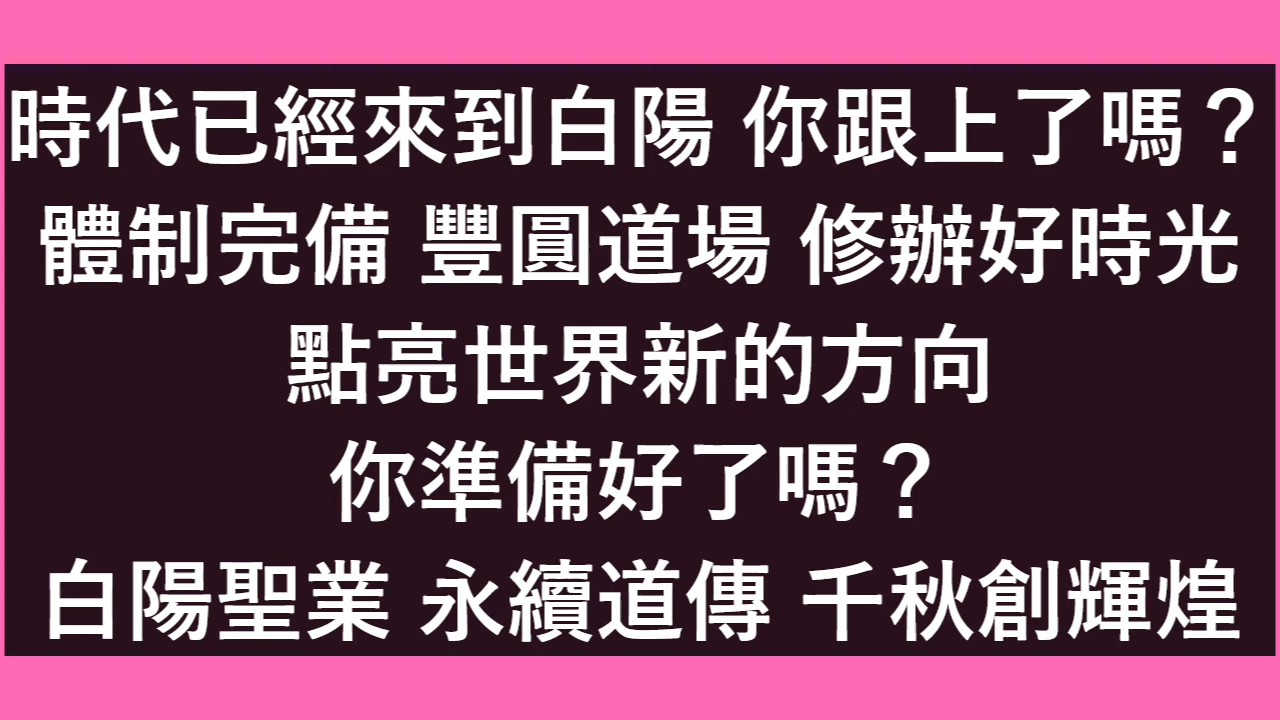 時代已經來到白陽 你跟上了嗎？
體制完備 豐圓道場 修辦好時光
點亮世界新的方向
你準備好了嗎？
白陽聖業 永續道傳 千秋創輝煌